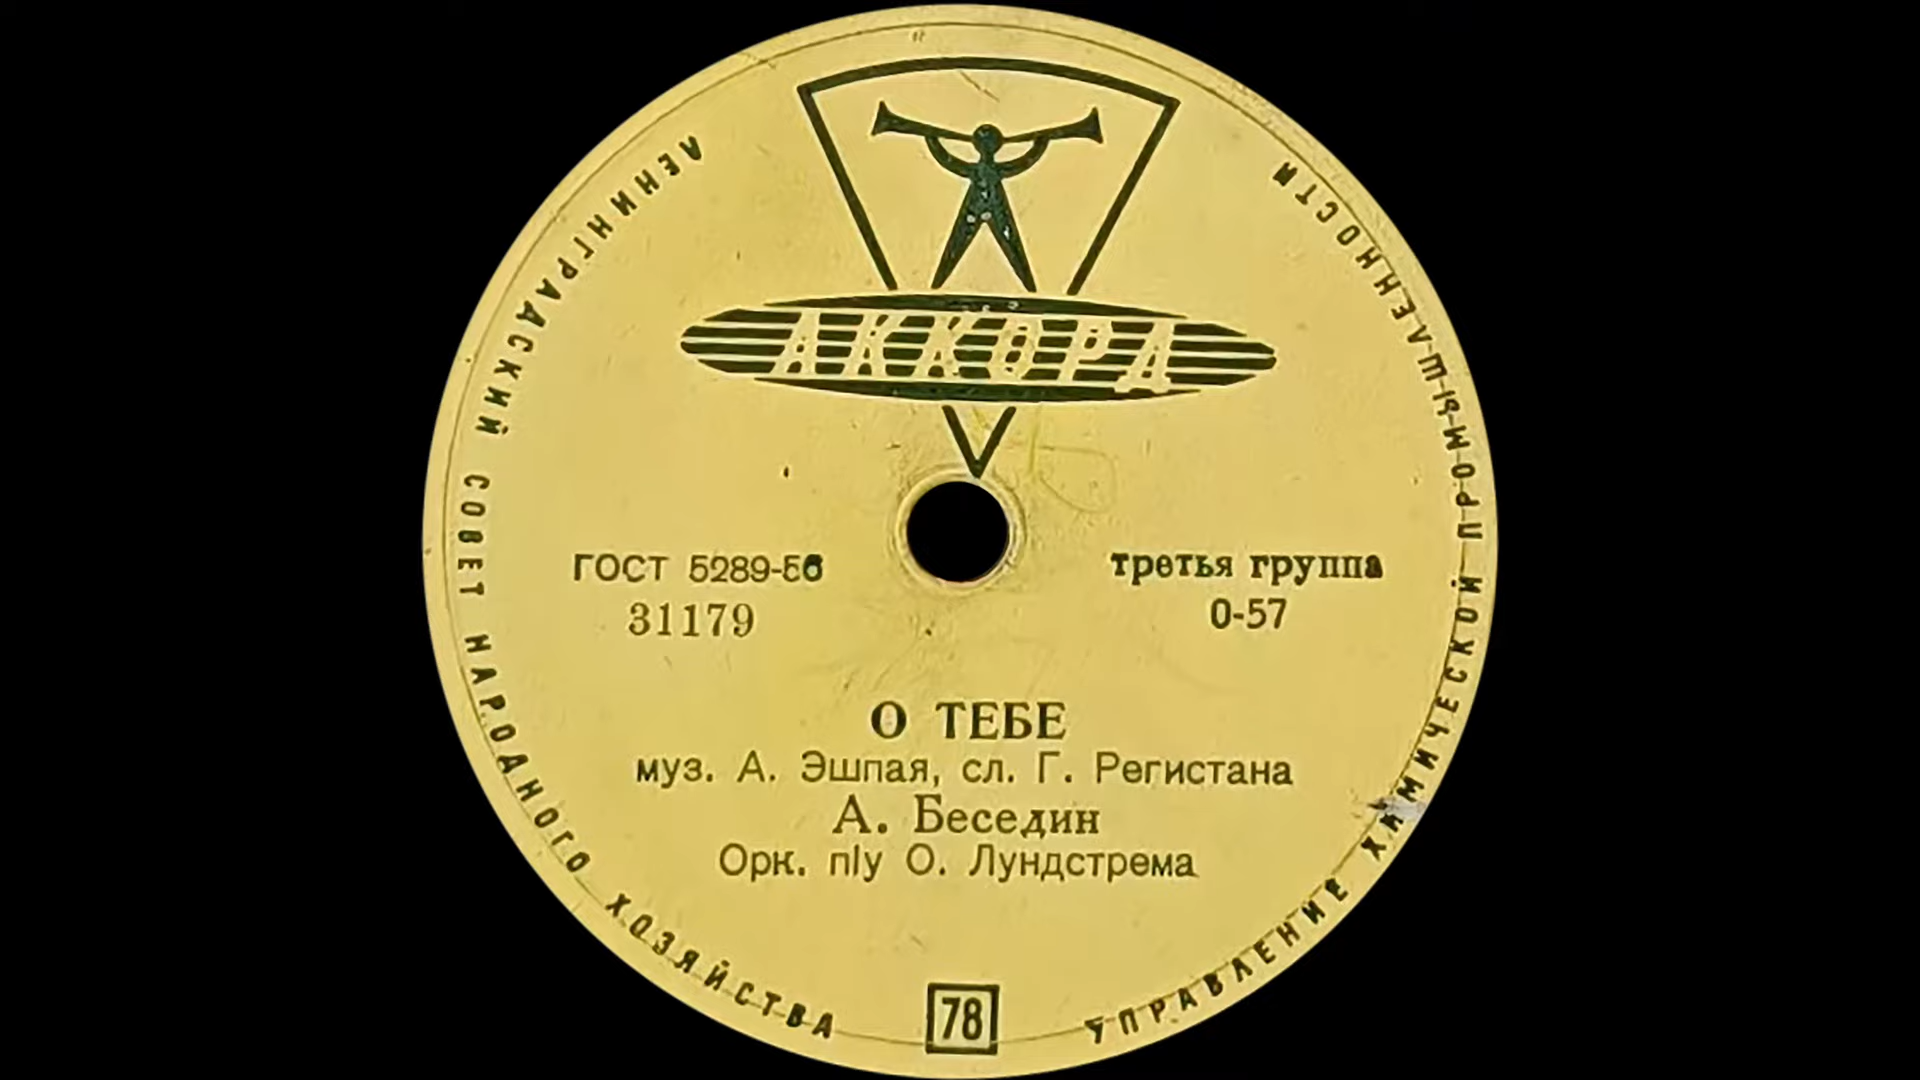 АККОРД
ЛЕНИНГРАДСКИЙ СОВЕТ НАРОДНОГО ХОЗЯЙСТВА
УПРАВЛЕНИЕ ХИМИЧЕСКОЙ ПРОМЫШЛЕННОСТИ
ГОСТ 5289-56
31179
третья группа
0-57
О ТЕБЕ
муз. А. Эшпая, сл. Г. Регистана
А. Беседин
Орк. п/у О. Лундстрема
78